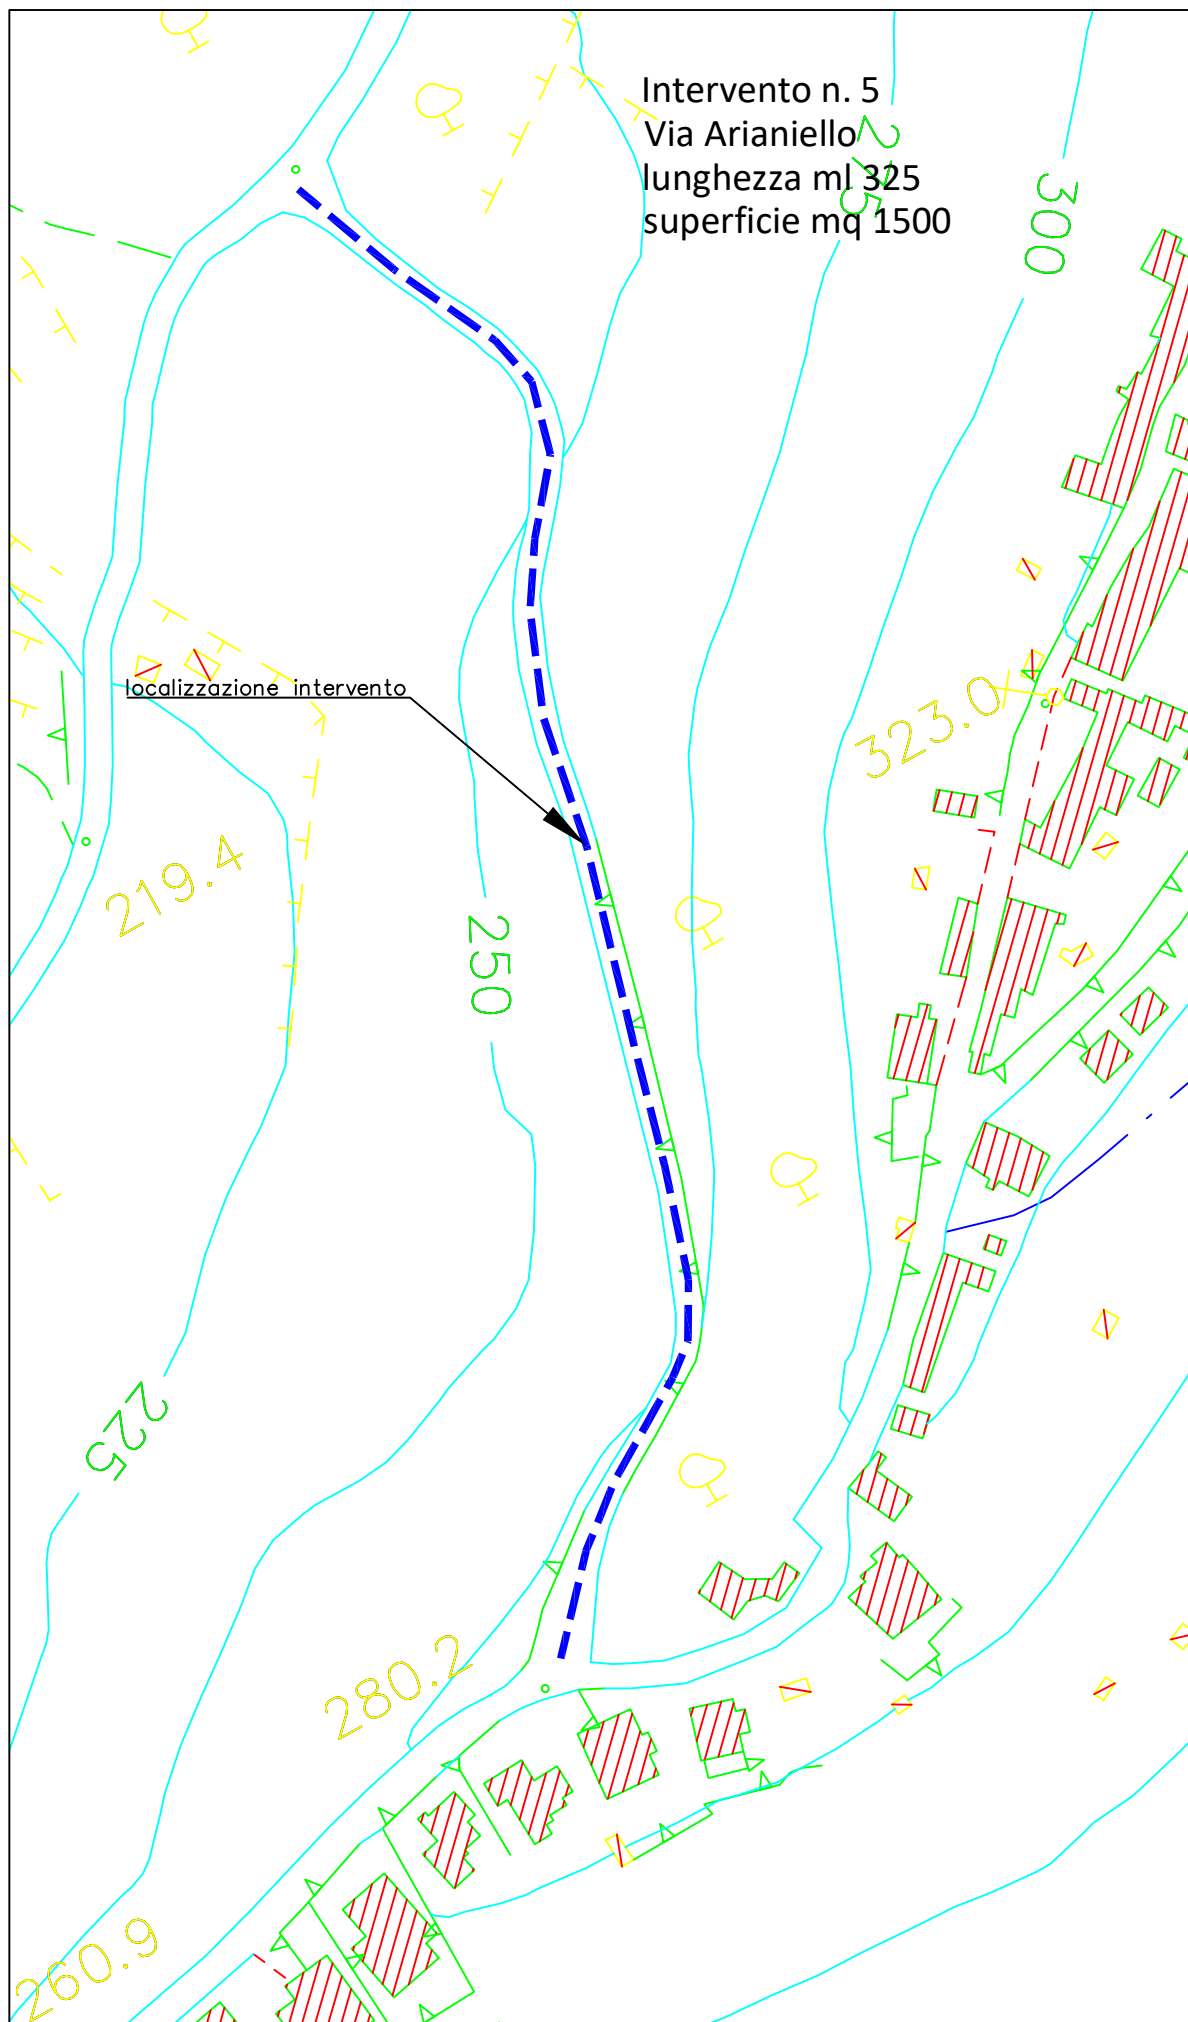 Intervento n. 5
Via Arianiello
lunghezza ml 325
superficie mq 1500
275
300
localizzazione intervento
323.0
219.4
250
225
280.2
260.9